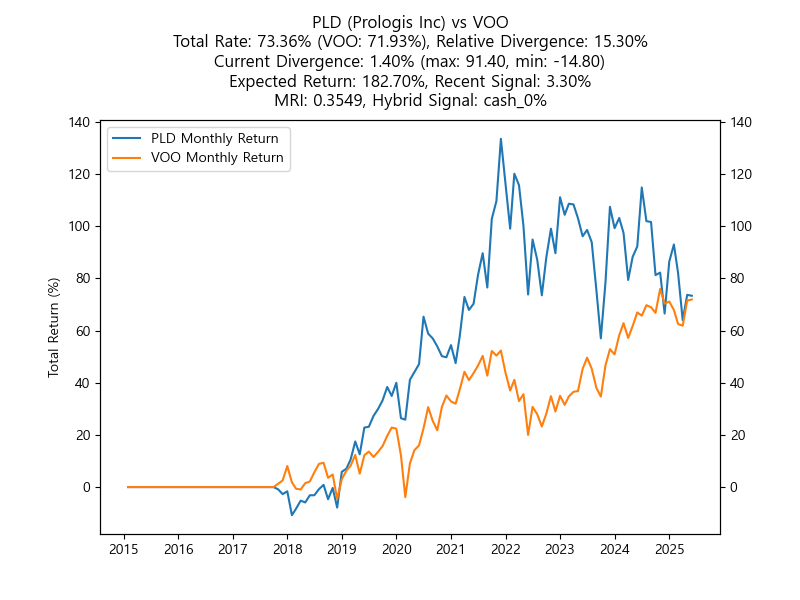 PLD (Prologis Inc) vs VOO
Total Rate: 73.36% (VOO: 71.93%), Relative Divergence: 15.30%
Current Divergence: 1.40% (max: 91.40, min: -14.80)
Expected Return: 182.70%, Recent Signal: 3.30%
MRI: 0.3549, Hybrid Signal: cash_0%
PLD Monthly Return
VOO Monthly Return
Total Return (%)
140
120
100
80
60
40
20
0
140
120
100
80
60
40
20
0
2015 2016 2017 2018 2019 2020 2021 2022 2023 2024 2025